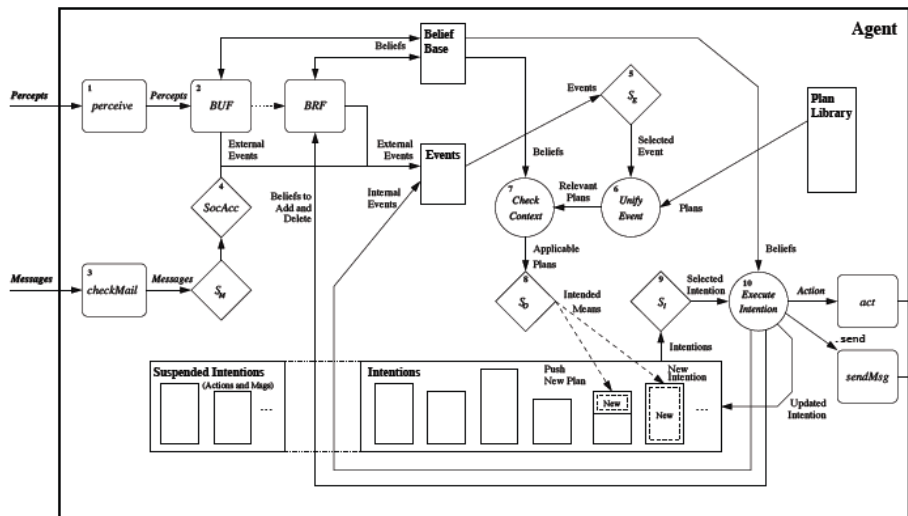 Agent
Belief
Base
Beliefs
Percepts
1
perceive
Percepts
2
BUF
BRF
Events
5
S_E
Plan
Library
External
Events
External
Events
Events
Selected
Event
4
SocAcc
Beliefs to
Add and
Delete
Internal
Events
Beliefs
7
Check
Context
Relevant
Plans
6
Unify
Event
Plans
Beliefs
Messages
3
checkMail
Messages
S_M
Applicable
Plans
8
S_O
Intended
Means
9
S_I
Selected
Intention
10
Execute
Intention
Action
act
.send
sendMsg
Intentions
Suspended Intentions
(Actions and Msgs)
...
Intentions
Push
New Plan
New
New
Intention
New
...
Updated
Intention